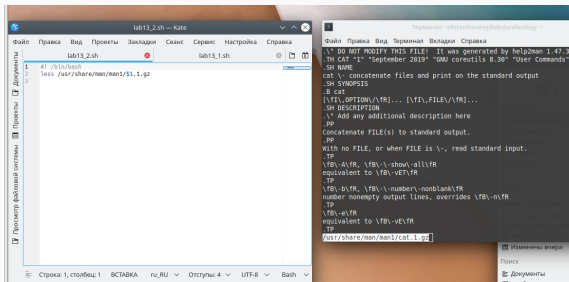 lab13_2.sh — Kate
Файл Правка Вид Проекты Закладки Сеанс Сервис Настройка Справка
lab13_2.sh
lab13_1.sh
Документы
Проекты
Просмотр файловой системы
1 #! /bin/bash
2 less /usr/share/man/man1/$1.1.gz
3
Строка: 1, столбец: 1 ВСТАВКА ru_RU Отступы: 4 UTF-8 Bash
Файл Правка Вид Терминал Вкладки Справка
.\" DO NOT MODIFY THIS FILE! It was generated by help2man 1.47.3
.TH CAT "1" "September 2019" "GNU coreutils 8.30" "User Commands"
.SH NAME
cat \- concatenate files and print on the standard output
.SH SYNOPSIS
.B cat
[\fI\,OPTION\/\fR]... [\fI\,FILE\/\fR]...
.SH DESCRIPTION
.\" Add any additional description here
.PP
Concatenate FILE(s) to standard output.
.PP
With no FILE, or when FILE is \-, read standard input.
.TP
\fB\-A\fR, \fB\-\-show\-all\fR
equivalent to \fB\-vET\fR
.TP
\fB\-b\fR, \fB\-\-number\-nonblank\fR
number nonempty output lines, overrides \fB\-n\fR
.TP
\fB\-e\fR
equivalent to \fB\-vE\fR
.TP
/usr/share/man/man1/cat.1.gz
Изменены вчера
Поиск
Документы